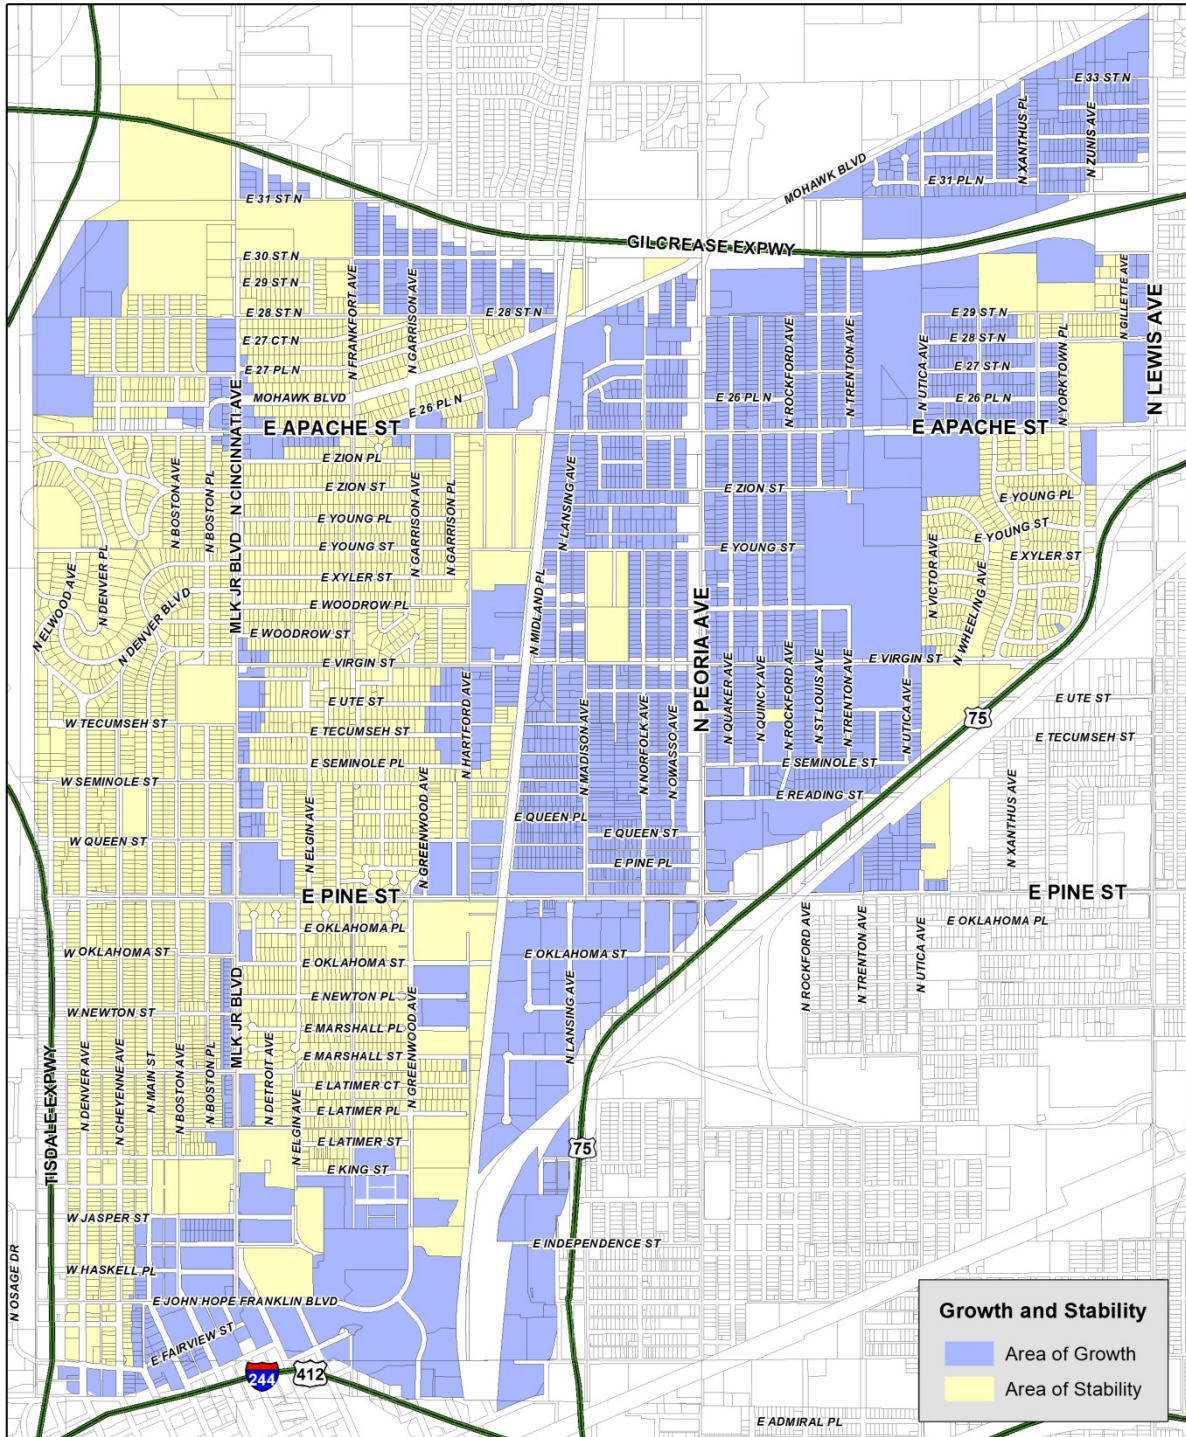 E 33 ST N
N XANTHUS PL
N ZUNIS AVE
MOHAWK BLVD
E 31 PL N
E 31 ST N
GILCREASE EXPWY
E 30 ST N
E 29 ST N
N FRANKFORT AVE
N GARRISON AVE
N GILLETTE AVE
E 28 ST N
E 28 ST N
E 29 ST N
E 27 CT N
E 28 ST N
N ROCKFORD AVE
N TRENTON AVE
N UTICA AVE
N YORKTOWN PL
N LEWIS AVE
E 27 PL N
E 27 ST N
MOHAWK BLVD
E 26 PL N
E 26 PL N
E 26 PL N
N CINCINNATI AVE
E APACHE ST
E APACHE ST
E ZION PL
N BOSTON AVE
N BOSTON PL
E ZION ST
N GARRISON AVE
N GARRISON PL
N LANSING AVE
E ZION ST
E YOUNG PL
E YOUNG PL
E YOUNG ST
E YOUNG ST
E YOUNG ST
MLK JR BLVD
N DENVER PL
N ELWOOD AVE
N DENVER BLVD
E XYLER ST
E XYLER ST
E WOODROW PL
N MIDLAND PL
N PEORIA AVE
N VICTOR AVE
N WHEELING AVE
E WOODROW ST
E VIRGIN ST
E VIRGIN ST
E UTE ST
E UTE ST
N HARTFORD AVE
N QUAKER AVE
N QUINCY AVE
N ROCKFORD AVE
N ST LOUIS AVE
N TRENTON AVE
N UTICA AVE
75
W TECUMSEH ST
E TECUMSEH ST
E TECUMSEH ST
N MADISON AVE
N NORFOLK AVE
N OWASSO AVE
E SEMINOLE PL
E SEMINOLE ST
W SEMINOLE ST
E READING ST
N GREENWOOD AVE
N ELGIN AVE
N XANTHUS AVE
E QUEEN PL
W QUEEN ST
E QUEEN ST
E PINE PL
E PINE ST
E PINE ST
E OKLAHOMA PL
E OKLAHOMA PL
N ROCKFORD AVE
N TRENTON AVE
N UTICA AVE
W OKLAHOMA ST
E OKLAHOMA ST
E OKLAHOMA ST
MLK JR BLVD
E NEWTON PL
W NEWTON ST
N LANSING AVE
N GREENWOOD AVE
E MARSHALL PL
E MARSHALL ST
TISDALE EXPWY
N DENVER AVE
N CHEYENNE AVE
N MAIN ST
N BOSTON AVE
N BOSTON PL
N DETROIT AVE
N ELGIN AVE
E LATIMER CT
E LATIMER PL
E LATIMER ST
75
E KING ST
W JASPER ST
E INDEPENDENCE ST
N OSAGE DR
W HASKELL PL
E JOHN HOPE FRANKLIN BLVD
E FAIRVIEW ST
244
412
E ADMIRAL PL
Growth and Stability
Area of Growth
Area of Stability